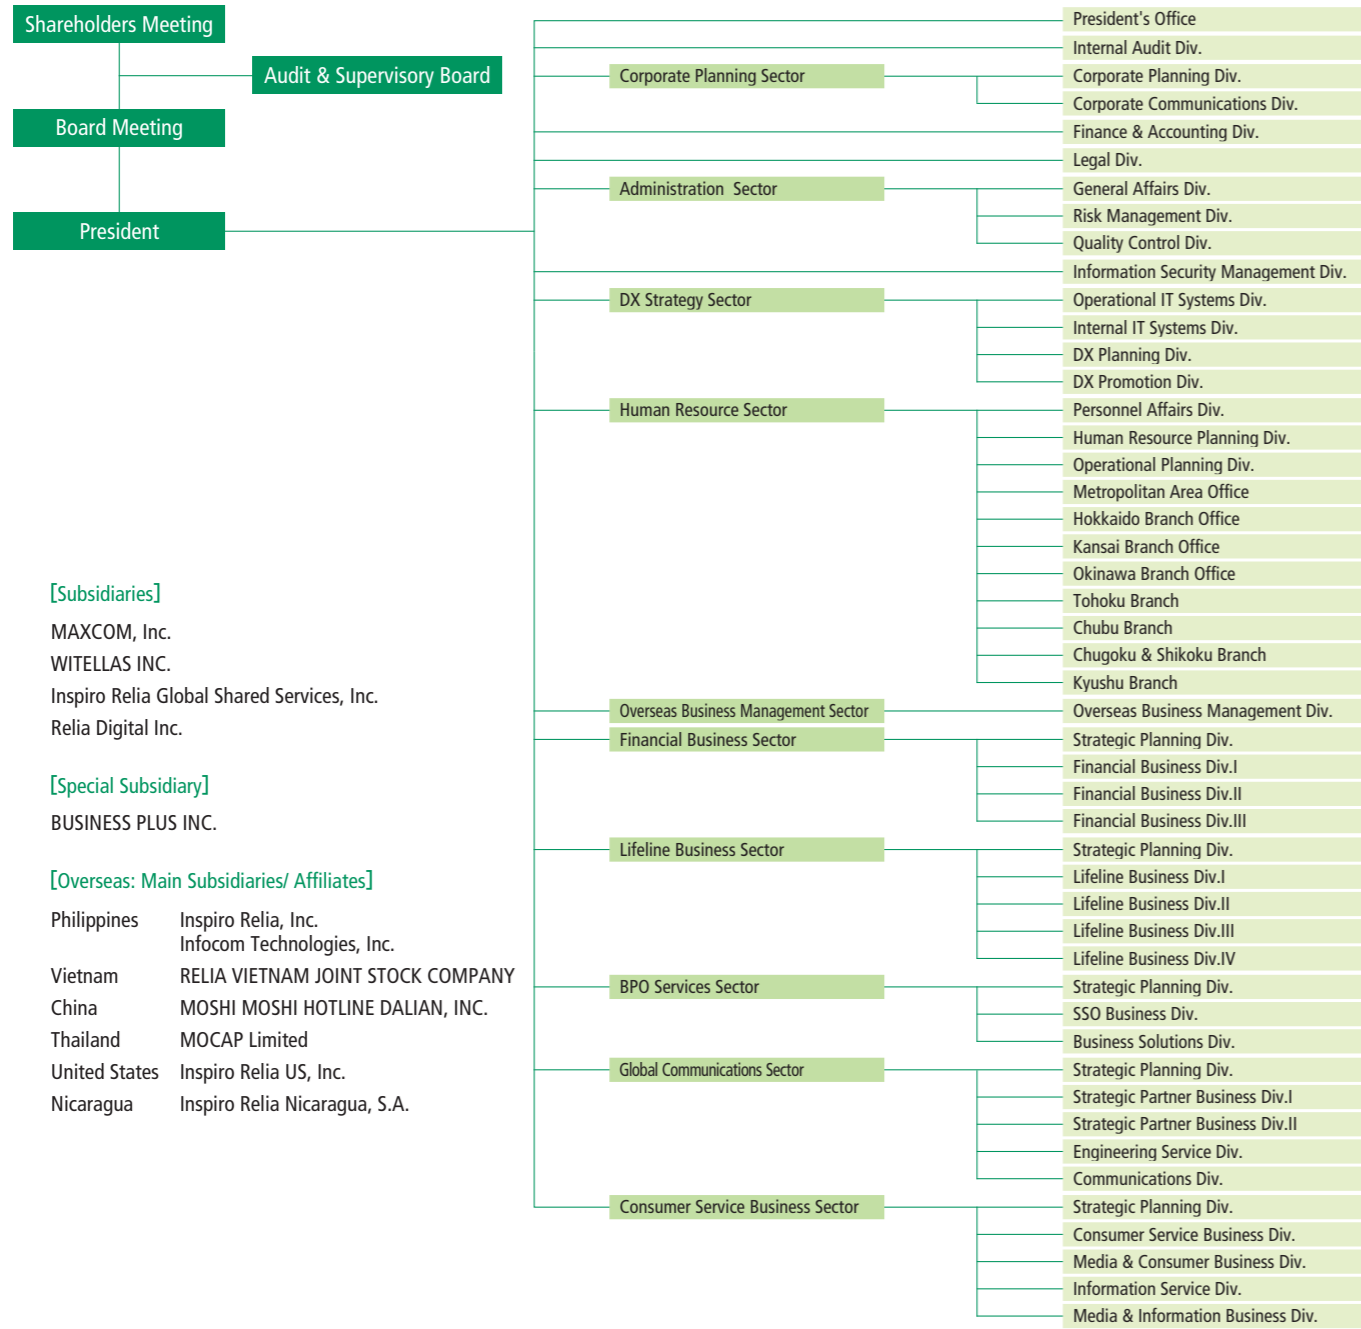 Shareholders Meeting
Audit & Supervisory Board
Board Meeting
President
President's Office
Internal Audit Div.
Corporate Planning Sector
Corporate Planning Div.
Corporate Communications Div.
Finance & Accounting Div.
Legal Div.
Administration Sector
General Affairs Div.
Risk Management Div.
Quality Control Div.
Information Security Management Div.
DX Strategy Sector
Operational IT Systems Div.
Internal IT Systems Div.
DX Planning Div.
DX Promotion Div.
Human Resource Sector
Personnel Affairs Div.
Human Resource Planning Div.
Operational Planning Div.
Metropolitan Area Office
Hokkaido Branch Office
Kansai Branch Office
Okinawa Branch Office
Tohoku Branch
Chubu Branch
Chugoku & Shikoku Branch
Kyushu Branch
Overseas Business Management Sector
Overseas Business Management Div.
Financial Business Sector
Strategic Planning Div.
Financial Business Div.I
Financial Business Div.II
Financial Business Div.III
Lifeline Business Sector
Strategic Planning Div.
Lifeline Business Div.I
Lifeline Business Div.II
Lifeline Business Div.III
Lifeline Business Div.IV
BPO Services Sector
Strategic Planning Div.
SSO Business Div.
Business Solutions Div.
Global Communications Sector
Strategic Planning Div.
Strategic Partner Business Div.I
Strategic Partner Business Div.II
Engineering Service Div.
Communications Div.
Consumer Service Business Sector
Strategic Planning Div.
Consumer Service Business Div.
Media & Consumer Business Div.
Information Service Div.
Media & Information Business Div.
[Subsidiaries]
MAXCOM, Inc.
WITELLAS INC.
Inspiro Relia Global Shared Services, Inc.
Relia Digital Inc.
[Special Subsidiary]
BUSINESS PLUS INC.
[Overseas: Main Subsidiaries/ Affiliates]
Philippines Inspiro Relia, Inc.
Infocom Technologies, Inc.
Vietnam RELIA VIETNAM JOINT STOCK COMPANY
China MOSHI MOSHI HOTLINE DALIAN, INC.
Thailand MOCAP Limited
United States Inspiro Relia US, Inc.
Nicaragua Inspiro Relia Nicaragua, S.A.